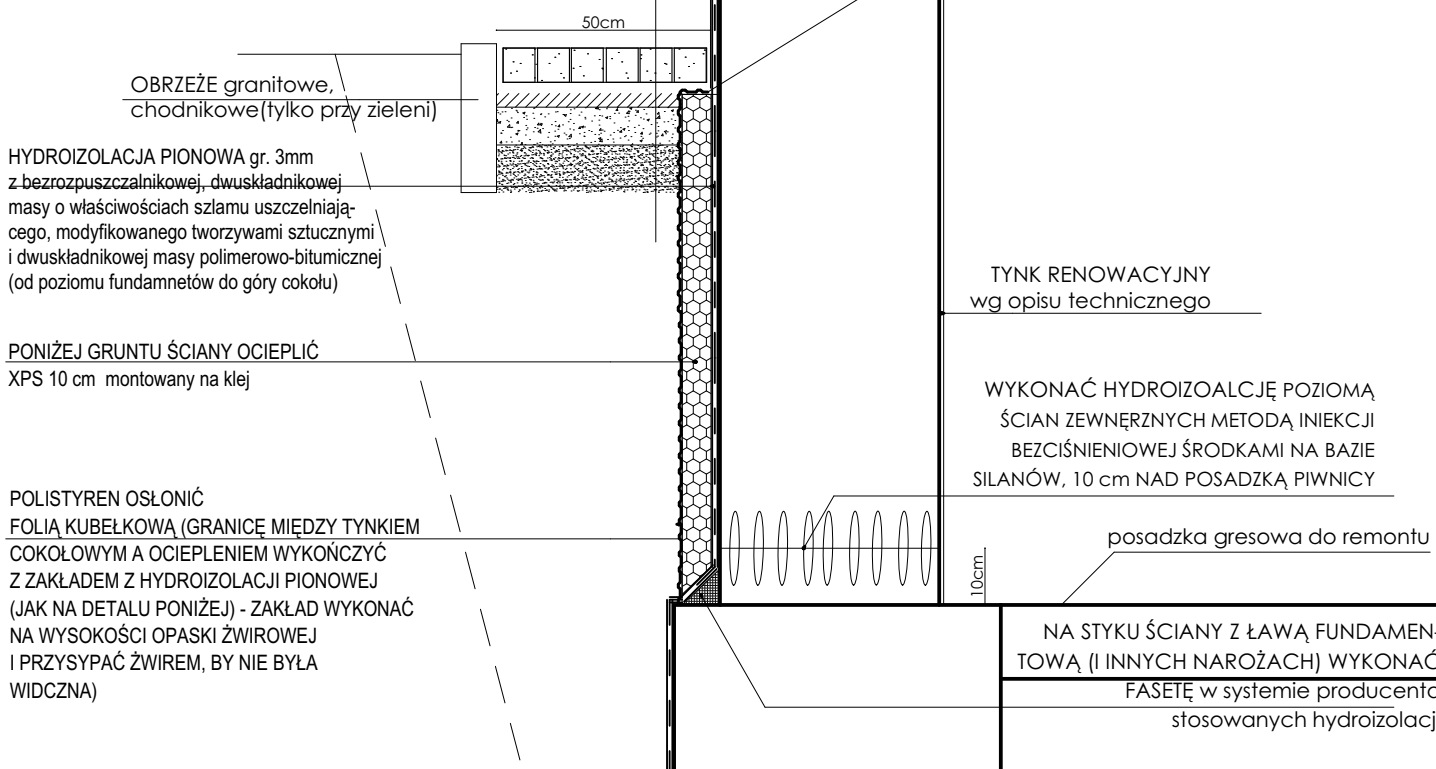 50cm
OBRZEŻE granitowe,
chodnikowe(tylko przy zieleni)
HYDROIZOLACJA PIONOWA gr. 3mm
z bezrozpuszczalnikowej, dwuskładnikowej
masy o właściwościach szlamu uszczelniają-
cego, modyfikowanego tworzywami sztucznymi
i dwuskładnikowej masy polimerowo-bitumicznej
(od poziomu fundamnetów do góry cokołu)
PONIŻEJ GRUNTU ŚCIANY OCIEPLIĆ
XPS 10 cm montowany na klej
POLISTYREN OSŁONIĆ
FOLIĄ KUBEŁKOWĄ (GRANICĘ MIĘDZY TYNKIEM
COKOŁOWYM A OCIEPLENIEM WYKOŃCZYĆ
Z ZAKŁADEM Z HYDROIZOLACJI PIONOWEJ
(JAK NA DETALU PONIŻEJ) - ZAKŁAD WYKONAĆ
NA WYSOKOŚCI OPASKI ŻWIROWEJ
I PRZYSYPAĆ ŻWIREM, BY NIE BYŁA
WIDCZNA)
TYNK RENOWACYJNY
wg opisu technicznego
WYKONAĆ HYDROIZOALCJĘ POZIOMĄ
ŚCIAN ZEWNĘRZNYCH METODĄ INIEKCJI
BEZCIŚNIENIOWEJ ŚRODKAMI NA BAZIE
SILANÓW, 10 cm NAD POSADZKĄ PIWNICY
posadzka gresowa do remontu
10cm
NA STYKU ŚCIANY Z ŁAWĄ FUNDAMEN-
TOWĄ (I INNYCH NAROŻACH) WYKONAĆ
FASETĘ w systemie producenta
stosowanych hydroizolacj